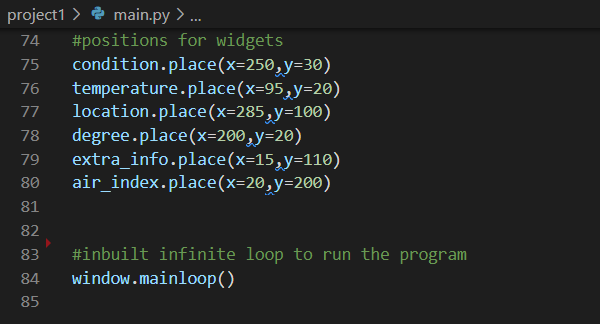 project1 > main.py > ...
74 #positions for widgets
75 condition.place(x=250,y=30)
76 temperature.place(x=95,y=20)
77 location.place(x=285,y=100)
78 degree.place(x=200,y=20)
79 extra_info.place(x=15,y=110)
80 air_index.place(x=20,y=200)
81
82
83 #inbuilt infinite loop to run the program
84 window.mainloop()
85